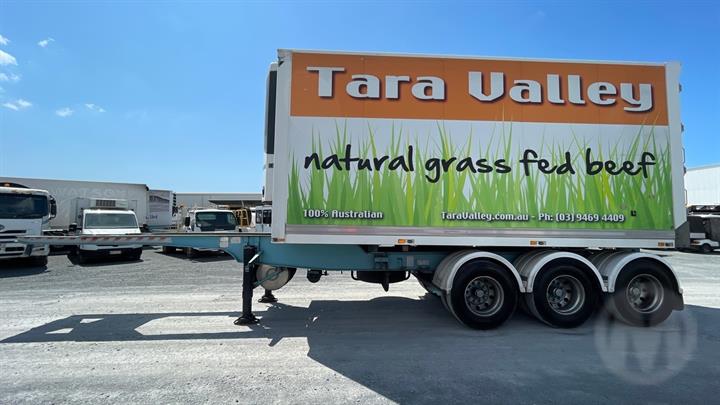 Tara Valley
natural grass fed beef
100% Australian
TaraValley.com.au - Ph: (03) 9469 4409